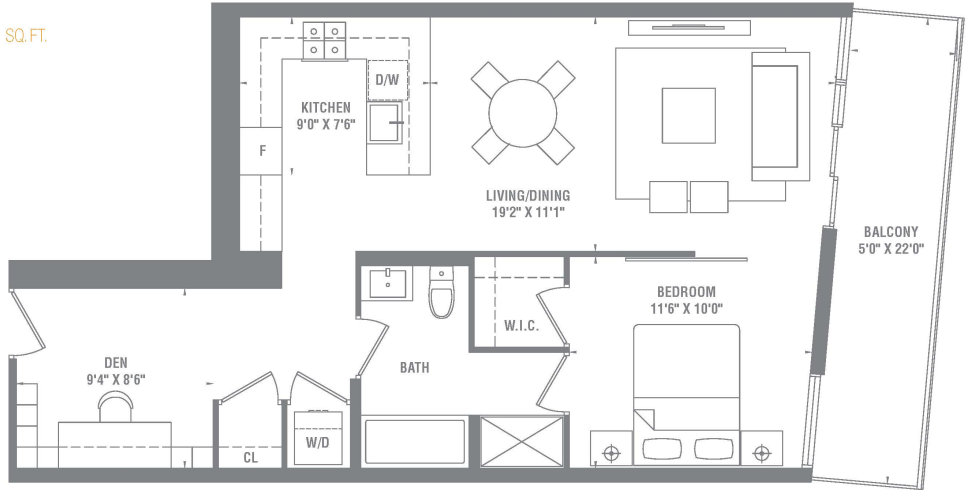 SQ. FT.
D/W
KITCHEN
9'0" X 7'6"
F
LIVING/DINING
19'2" X 11'1"
BALCONY
5'0" X 22'0"
BEDROOM
11'6" X 10'0"
W.I.C.
DEN
9'4" X 8'6"
BATH
W/D
CL